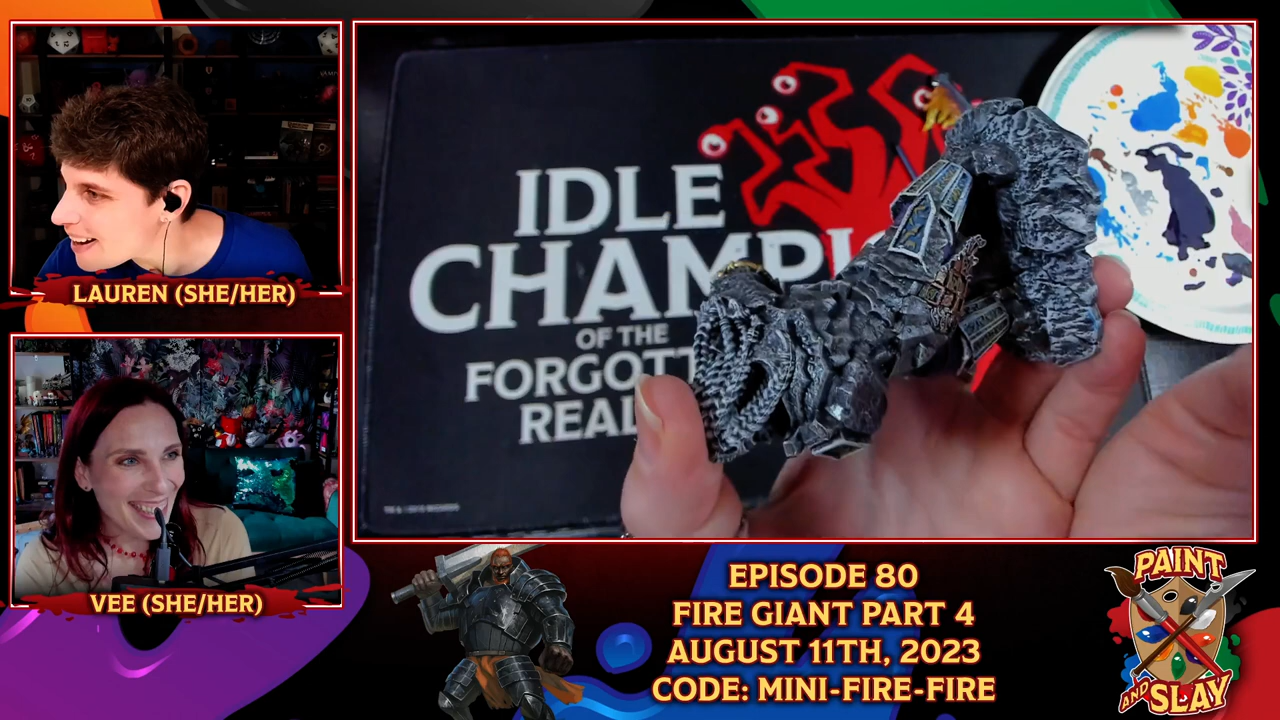 IDLE
CHAMPI
OF THE
FORGOTT
REAL
LAUREN (SHE/HER)
VEE (SHE/HER)
EPISODE 80
FIRE GIANT PART 4
AUGUST 11TH, 2023
CODE: MINI-FIRE-FIRE
PAINT
AND SLAY